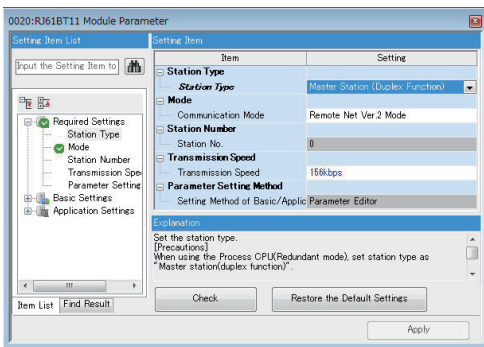 0020:RJ61BT11 Module Parameter
Setting Item List
Setting Item
Input the Setting Item to
Required Settings
Station Type
Mode
Station Number
Transmission Spe
Parameter Setting
Basic Settings
Application Settings
Item List
Find Result
Item Setting
Station Type
Station Type Master Station (Duplex Function)
Mode
Communication Mode Remote Net Ver.2 Mode
Station Number
Station No. 0
Transmission Speed
Transmission Speed 156kbps
Parameter Setting Method
Setting Method of Basic/Applic Parameter Editor
Explanation
Set the station type.
[Precautions]
When using the Process CPU(Redundant mode), set station type as
"Master station(duplex function)".
Check
Restore the Default Settings
Apply